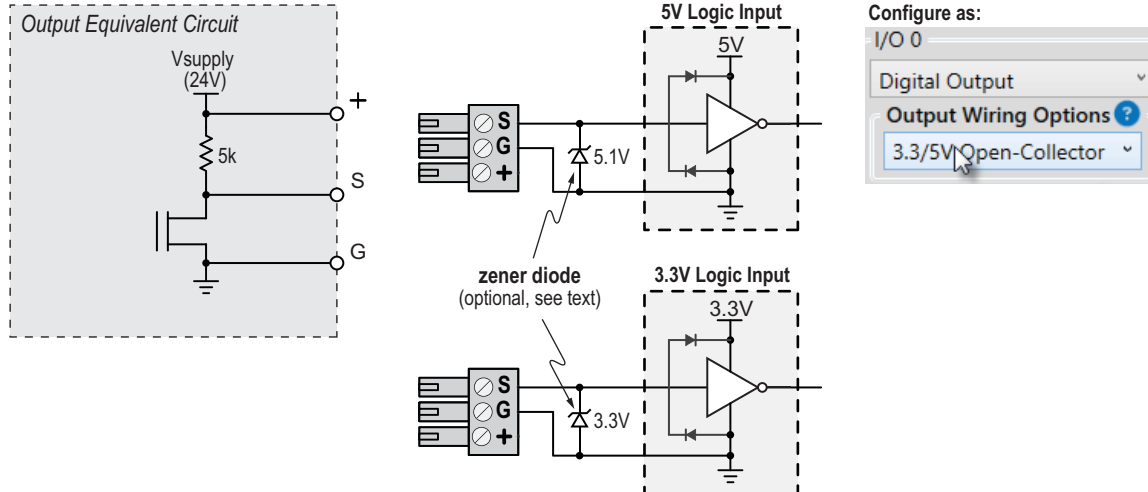 Output Equivalent Circuit
Vsupply
(24V)
+
5k
S
G
5V Logic Input
5V
S
G
+
5.1V
zener diode
(optional, see text)
3.3V Logic Input
3.3V
S
G
+
3.3V
Configure as:
I/O 0
Digital Output
Output Wiring Options ?
3.3/5V Open-Collector